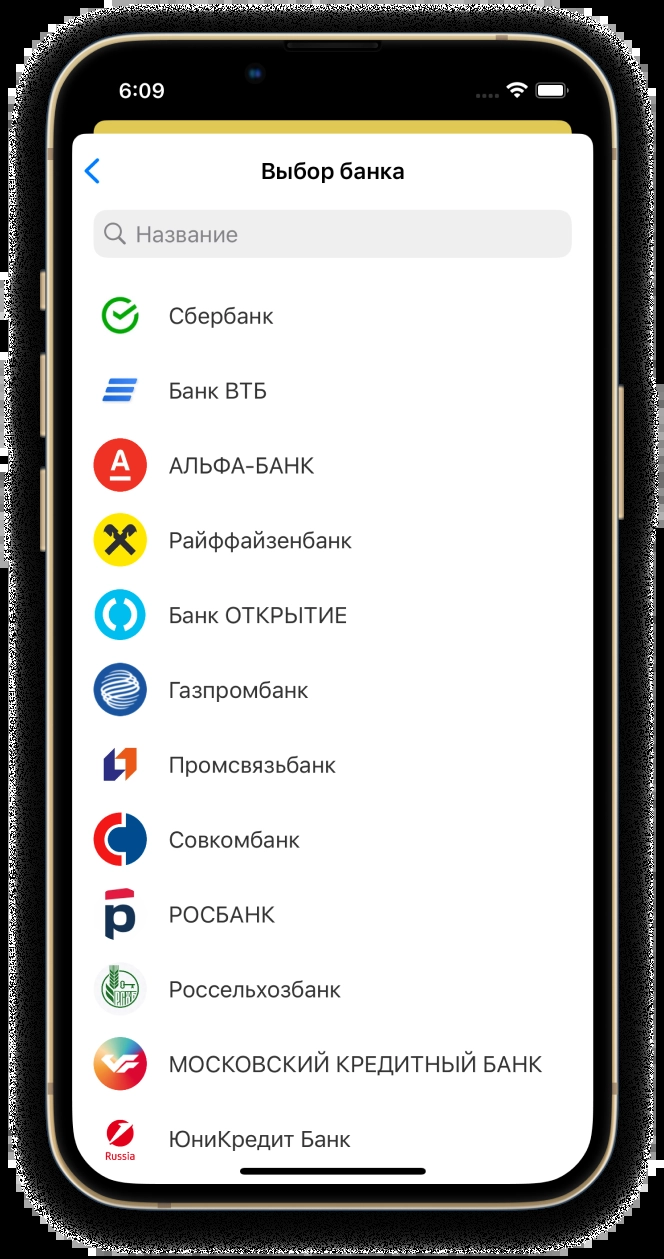 6:09
Выбор банка
Название
Сбербанк
Банк ВТБ
А
АЛЬФА-БАНК
Райффайзенбанк
Банк ОТКРЫТИЕ
Газпромбанк
Промсвязьбанк
Совкомбанк
р
РОСБАНК
РСХБ
Россельхозбанк
МОСКОВСКИЙ КРЕДИТНЫЙ БАНК
ЮниКредит Банк
Russia